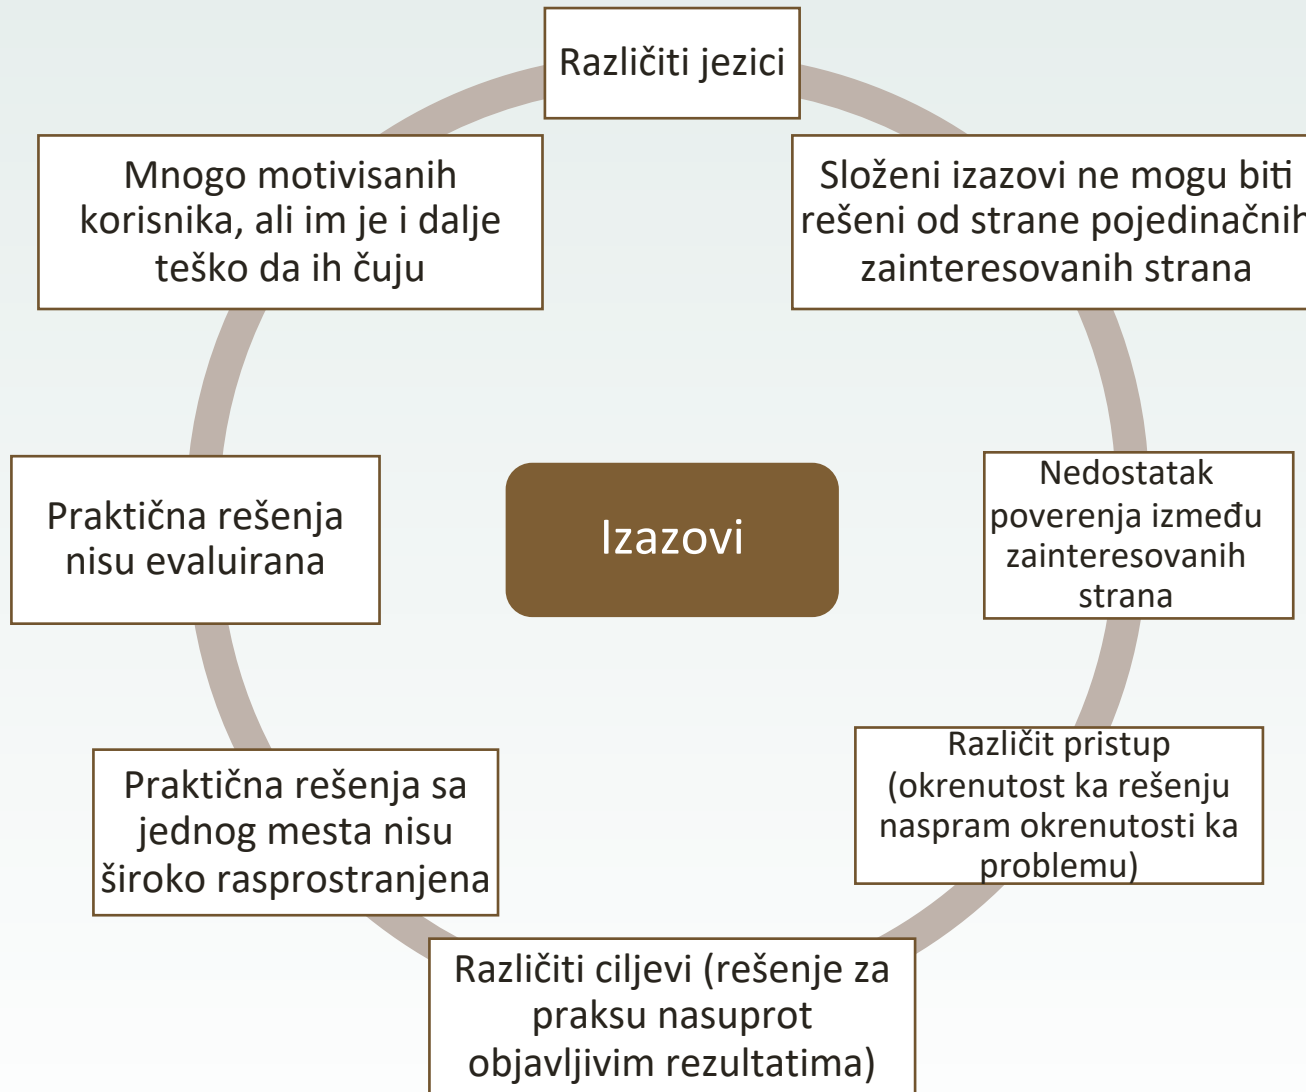 Različiti jezici
Složeni izazovi ne mogu biti
rešeni od strane pojedinačnih
zainteresovanih strana
Nedostatak
poverenja između
zainteresovanih
strana
Različit pristup
(okrenutost ka rešenju
naspram okrenutosti ka
problemu)
Različiti ciljevi (rešenje za
praksu nasuprot
objavljivim rezultatima)
Praktična rešenja sa
jednog mesta nisu
široko rasprostranjena
Praktična rešenja
nisu evaluirana
Mnogo motivisanih
korisnika, ali im je i dalje
teško da ih čuju
Izazovi